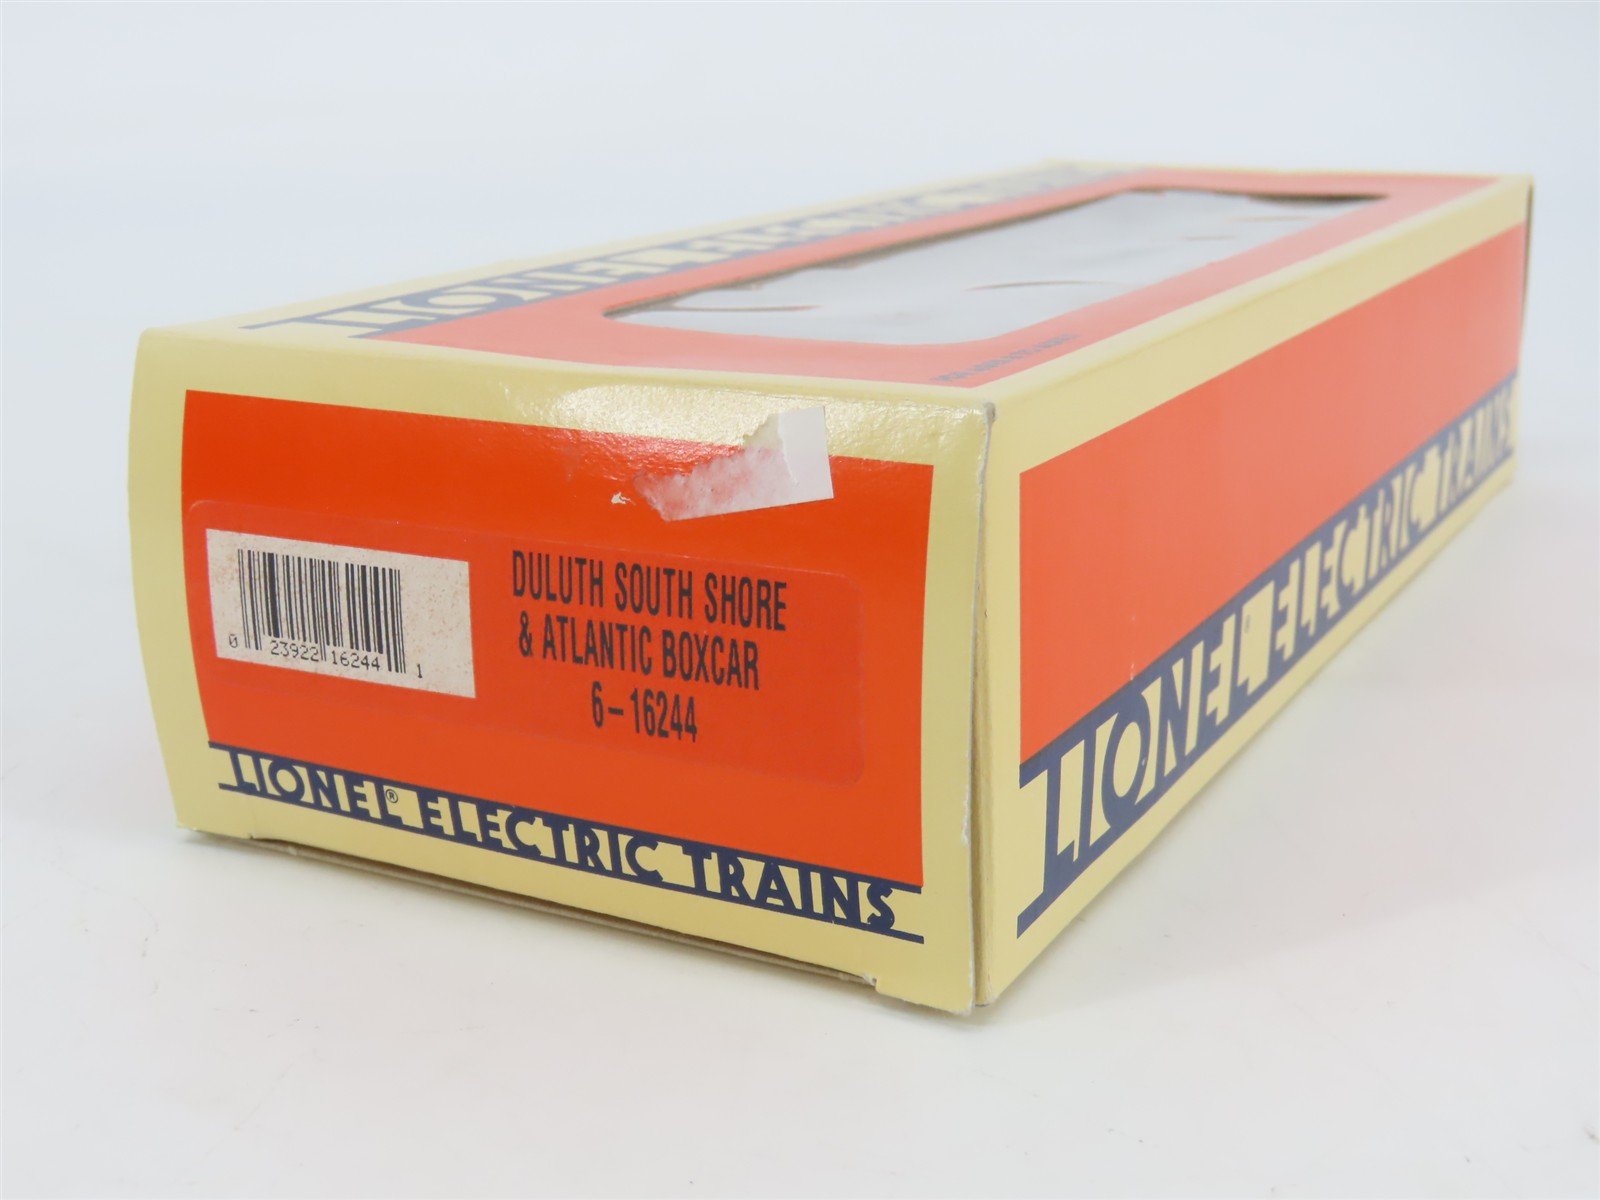 LIONEL ELECTRIC TRAINS
DULUTH SOUTH SHORE
& ATLANTIC BOXCAR
6-16244
0 23922 16244 1
LIONEL® ELECTRIC TRAINS
LIONEL® ELECTRIC TRAINS